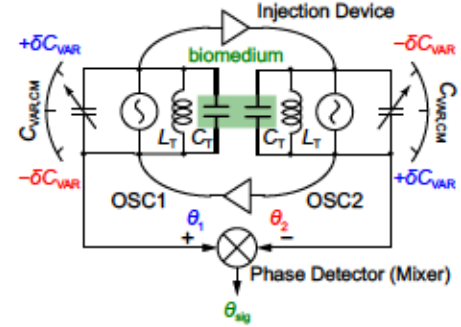 Injection Device
+δC_VAR
biomedium
−δC_VAR
C_VAR,CM
L_T
C_T
C_T
L_T
C_VAR,CM
−δC_VAR
OSC1
OSC2
+δC_VAR
θ_1
θ_2
+
−
Phase Detector (Mixer)
θ_sig